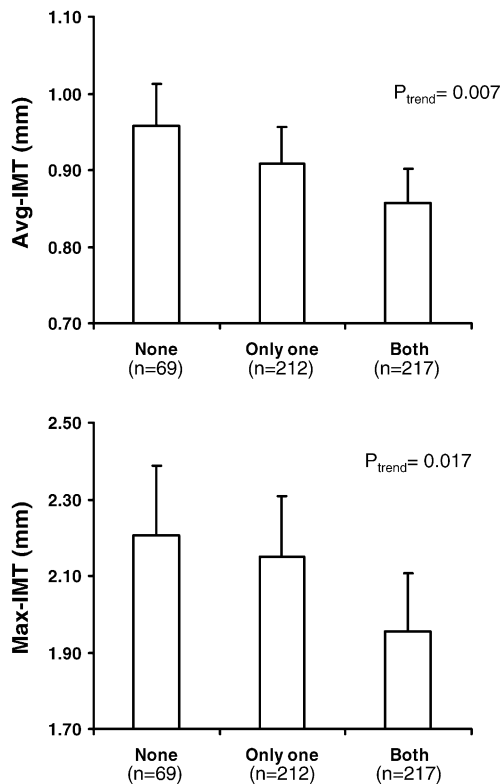 1.10
1.00
0.90
0.80
0.70
Avg-IMT (mm)
Ptrend= 0.007
None Only one Both
(n=69) (n=212) (n=217)
2.50
2.30
2.10
1.90
1.70
Max-IMT (mm)
Ptrend= 0.017
None Only one Both
(n=69) (n=212) (n=217)